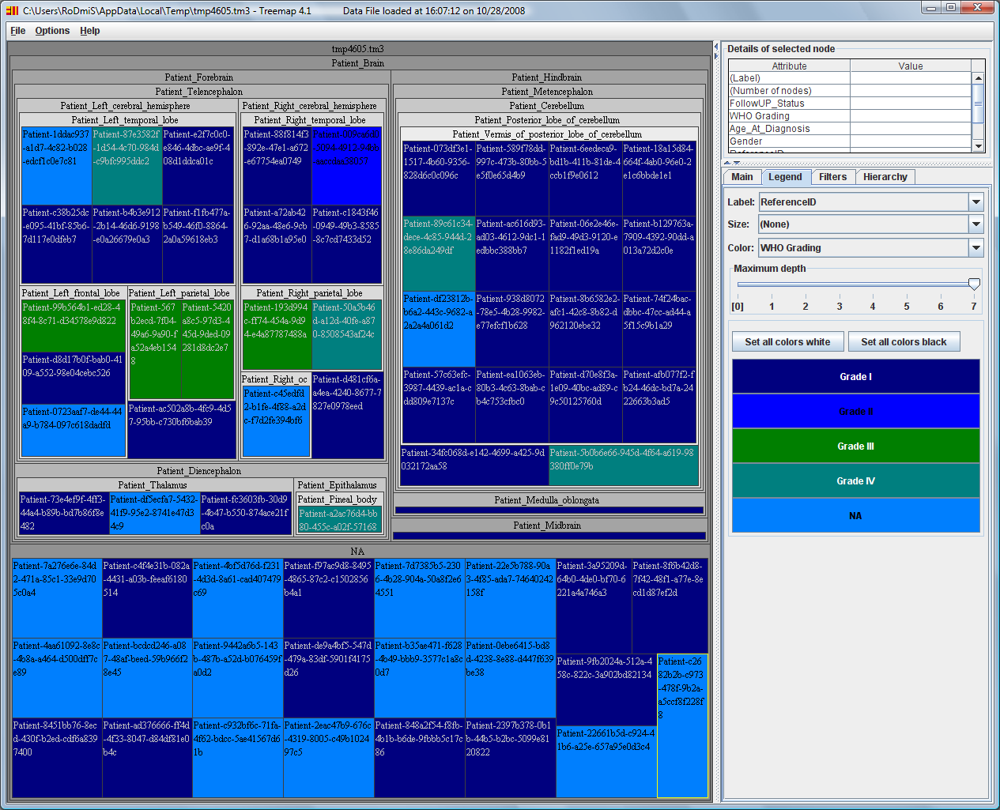 C:\Users\RoDmiS\AppData\Local\Temp\tmp4605.tm3 - Treemap 4.1 Data File loaded at 16:07:12 on 10/28/2008
File Options Help
tmp4605.tm3
Patient_Brain
Patient_Forebrain
Patient_Telencephalon
Patient_Left_cerebral_hemisphere
Patient_Left_temporal_lobe
Patient-1ddac937
-a1d7-4c82-b028
-edcf1c0e7c81
Patient-87e3582f
-1d54-4c70-984d
-c9bfc995ddc2
Patient-e2f7c0c0-
e846-4dbc-ae9f-4
08d1ddca01c
Patient-c38b25dc
-e095-41bf-85b6-
7d117e0dfeb7
Patient-b4b3e912
-2b14-46d6-9198
-e0a26679e0a3
Patient-f1fb477a-
b549-46f0-8864-
2a0a59618eb3
Patient_Left_frontal_lobe
Patient-99b564b1-ed28-4
8f4-8c71-d34578e9d822
Patient-d8d17b0f-bab0-41
09-a552-98e04cebc526
Patient-0723aaf7-de44-44
a9-b784-097c618dadfd
Patient_Left_parietal_lobe
Patient-567
b2ecd-7f04-
49a6-9a90-f
a52a4eb154
8
Patient-5420
a8c5-97d3-4
45d-9ded-09
281d8dc2e7
Patient-ac502a8b-4fc9-4d5
7-95bb-c730bf6bab39
Patient_Right_cerebral_hemisphere
Patient_Right_temporal_lobe
Patient-88f814f3
-892e-47e1-a672
-e67754ea0749
Patient-a72ab42
6-92aa-48e6-9cb
7-d1a68b1a95e0
Patient-c1843f46
-0949-49b3-8585
-8c7cd7433d52
Patient_Right_parietal_lobe
Patient-193d994
c-ff74-454a-9d9
4-e4a87787488a
Patient-50a5b46
d-a12d-40fe-a87
0-8508543af24c
Patient_Right_oc
Patient-c45edfd
2-b1fe-4f88-a2d
c-f7d2fe394bf6
Patient-d481cf6a-
a4ea-4240-8677-7
827e0978eed
Patient_Diencephalon
Patient_Thalamus
Patient-73e4ef9f-4ff3-
44a4-b89b-bd7b86f8e
482
Patient-df5ecfa7-5432-
41f9-95e2-8741e47d3
4c9
Patient-fc3603fb-30d9
-4b47-b550-874ace21f
c0a
Patient_Epithalamus
Patient_Pineal_body
Patient-a2ac76d4-bb
80-455c-a02f-57168
Patient_Hindbrain
Patient_Metencephalon
Patient_Cerebellum
Patient_Posterior_lobe_of_cerebellum
Patient_Vermis_of_posterior_lobe_of_cerebellum
Patient-073df3e1-
1517-4b60-9356-
828d6c0c096c
Patient-589f78dd-
997c-473b-80bb-5
e5f0e65d4b9
Patient-6eedeca9-
bd1b-411b-81de-4
ccb1f9e0612
Patient-18a15d84-
664f-4ab0-96e0-2
e1c6bbde1e1
Patient-89c61c34-
dece-4c85-944d-2
8e86da249df
Patient-ac616d93-
ad03-4612-9dc1-1
edbbc388bb7
Patient-06e2e46e-
fad9-49d3-9120-e
1182f1ed19a
Patient-b129763a-
7909-4392-90dd-a
013a72d2c0e
Patient-df23812b-
b6a2-443c-9682-a
2a2a4a061d2
Patient-938d8072
-78e5-4b28-9982-
e77efcf1b628
Patient-8b6582e2-
afc1-42c8-8b82-d
962120ebe32
Patient-74f24bac-
dbbc-47cc-ad44-a
5f15c9b1a29
Patient-57c63efc-
3987-4439-ac1a-c
dd809e7137c
Patient-ea1063eb-
80b3-4c63-8bab-c
b4c753cfbc0
Patient-d70e8f3a-
1e09-40bc-ad89-c
9c50125760d
Patient-afb077f2-f
b24-46dc-bd7a-24
22663b3ad5
Patient-34fc068d-e142-4699-a425-9d
032172aa58
Patient-5b0b6e66-945d-4f64-a619-98
380ff0e79b
Patient_Medulla_oblongata
Patient_Midbrain
NA
Patient-7a276e6e-84d
2-471a-85c1-33e9d70
5c0a4
Patient-c4f4e31b-082a
-4431-a03b-feeaf6180
514
Patient-4bf5d76d-f231
-4d3d-8a61-cad407479
c69
Patient-f97ac9d8-8495
-4865-87c2-c1502856
b4a1
Patient-7d7385b5-230
6-4b28-904a-50a8f2e6
4551
Patient-22e5b788-90a
3-4f85-ada7-74640242
158f
Patient-3a95209d-
64b0-4de0-bf70-6
221a4a746a3
Patient-8f6b42d8-
7f42-48f1-a77e-8e
cd1d87ef2d
Patient-4aa61092-8e8c
-4b8a-a464-d500dff7c
e89
Patient-bcdcd246-a08
7-48af-beed-59b966f2
8e45
Patient-9442a6b5-143
b-487b-a52d-b076459f
a0d2
Patient-de9a4bf5-547d
-479a-83df-5901f4175
d26
Patient-b35ae471-f628
-4b49-bbb9-3577c1a8c
0d7
Patient-0ebe6415-bd8
d-4238-8e88-d447f639
be38
Patient-9fb2024a-512a-4
58c-822c-3a902bd82134
Patient-c26
82b2b-c973
-478f-9b2a-
a5ccf8f228f
8
Patient-8451bb76-8ec
d-430f-b2ed-cdf6a839
7400
Patient-ad376666-ff4d
-4f33-8047-d84df81e0
b4c
Patient-c932bf6c-71fa-
4f62-bdcc-5ae41567d6
1b
Patient-2eac47b9-676c
-4319-8005-c49b1024
97c5
Patient-848a2f54-f8fb-
4b1b-b6de-9fbbb5c17c
86
Patient-2397b378-0b1
b-44b5-b2bc-5099e81
20822
Patient-22661b5d-c924-4
1b6-a25e-657a95e0d3c4
Details of selected node
Attribute Value
(Label)
(Number of nodes)
FollowUP_Status
WHO Grading
Age_At_Diagnosis
Gender
ReferenceID
Main Legend Filters Hierarchy
Label: ReferenceID
Size: (None)
Color: WHO Grading
Maximum depth
[0] 1 2 3 4 5 6 7
Set all colors white Set all colors black
Grade I
Grade II
Grade III
Grade IV
NA